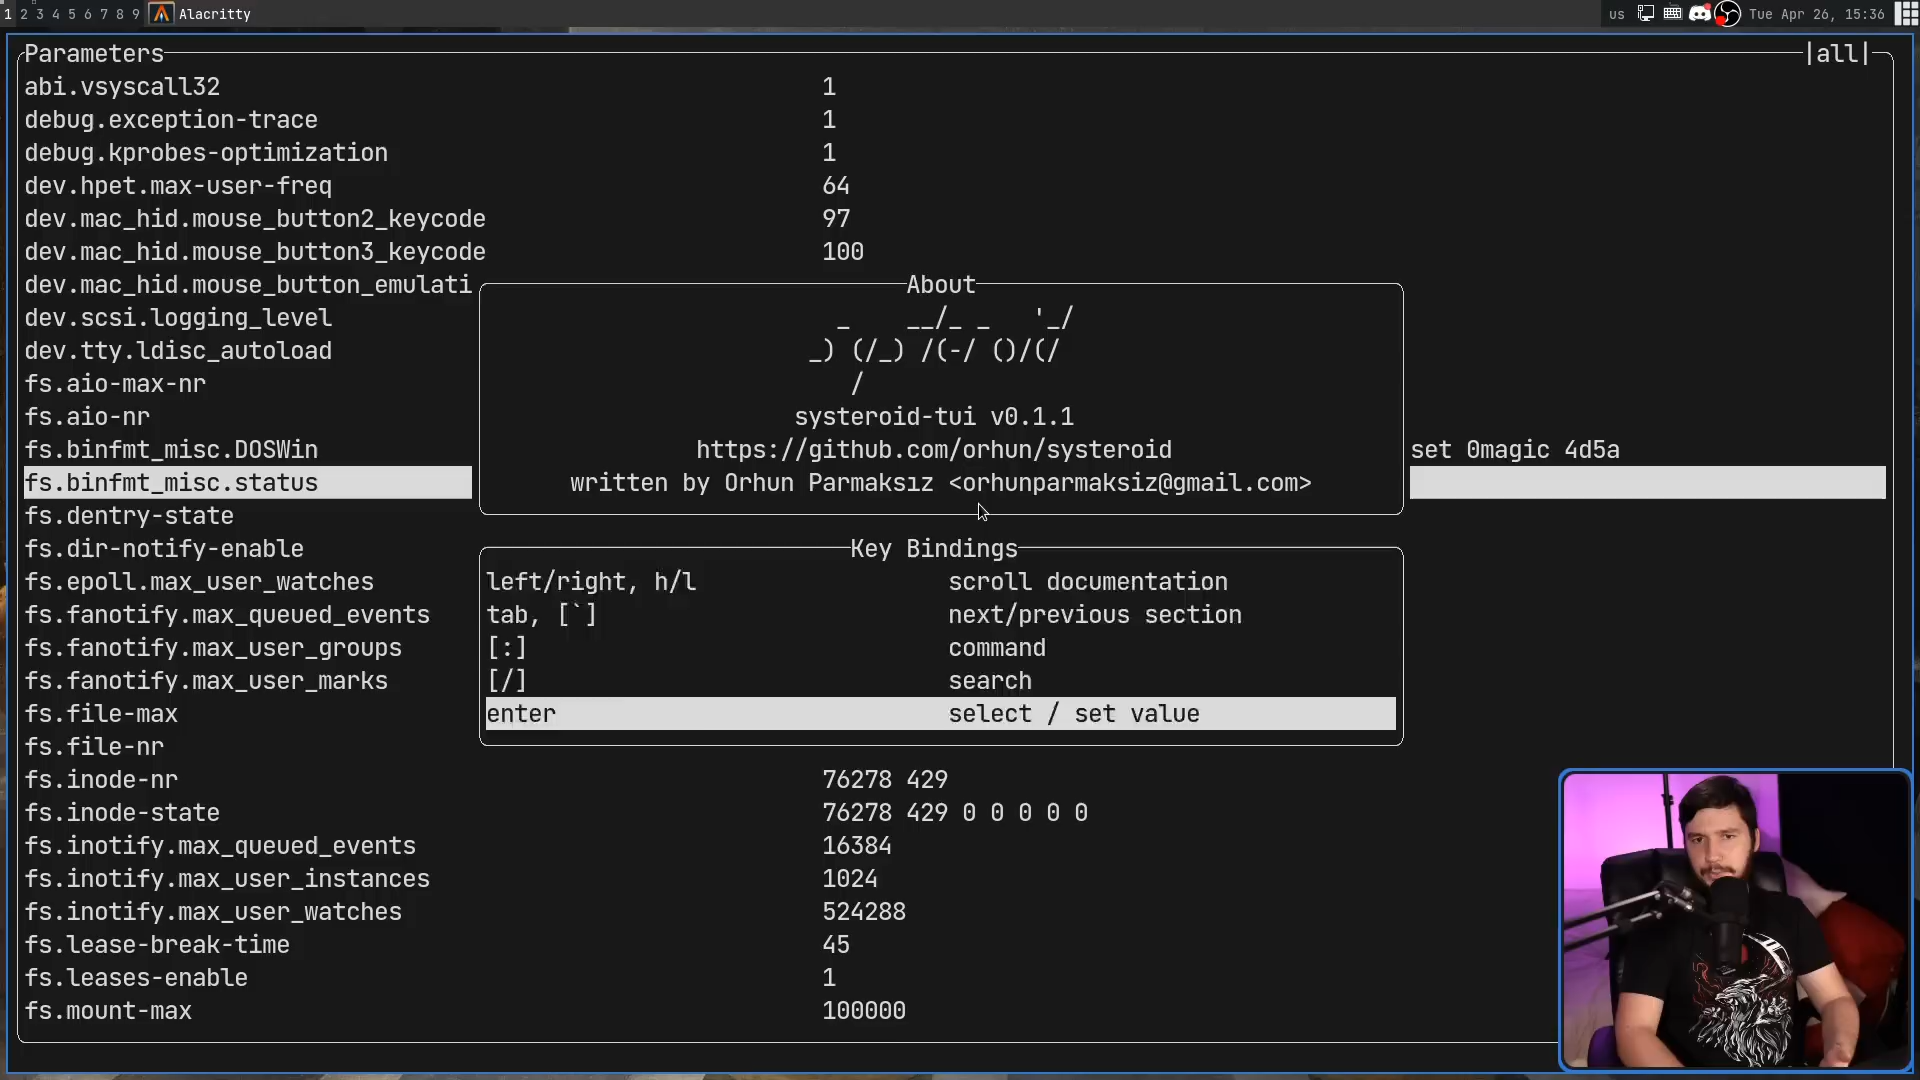 1 2 3 4 5 6 7 8 9 Alacritty us Tue Apr 26, 15:36
Parameters |all|
abi.vsyscall32 1
debug.exception-trace 1
debug.kprobes-optimization 1
dev.hpet.max-user-freq 64
dev.mac_hid.mouse_button2_keycode 97
dev.mac_hid.mouse_button3_keycode 100
dev.mac_hid.mouse_button_emulati
dev.scsi.logging_level
dev.tty.ldisc_autoload
fs.aio-max-nr
fs.aio-nr
fs.binfmt_misc.DOSWin set 0magic 4d5a
fs.binfmt_misc.status
fs.dentry-state
fs.dir-notify-enable
fs.epoll.max_user_watches
fs.fanotify.max_queued_events
fs.fanotify.max_user_groups
fs.fanotify.max_user_marks
fs.file-max
fs.file-nr
About
_    __/_ _   '_/
_) (/_) /(-/ ()/(/
/
systeroid-tui v0.1.1
https://github.com/orhun/systeroid
written by Orhun Parmaksız <orhunparmaksiz@gmail.com>
Key Bindings
left/right, h/l scroll documentation
tab, [`] next/previous section
[:] command
[/] search
enter select / set value
fs.inode-nr 76278 429
fs.inode-state 76278 429 0 0 0 0 0
fs.inotify.max_queued_events 16384
fs.inotify.max_user_instances 1024
fs.inotify.max_user_watches 524288
fs.lease-break-time 45
fs.leases-enable 1
fs.mount-max 100000